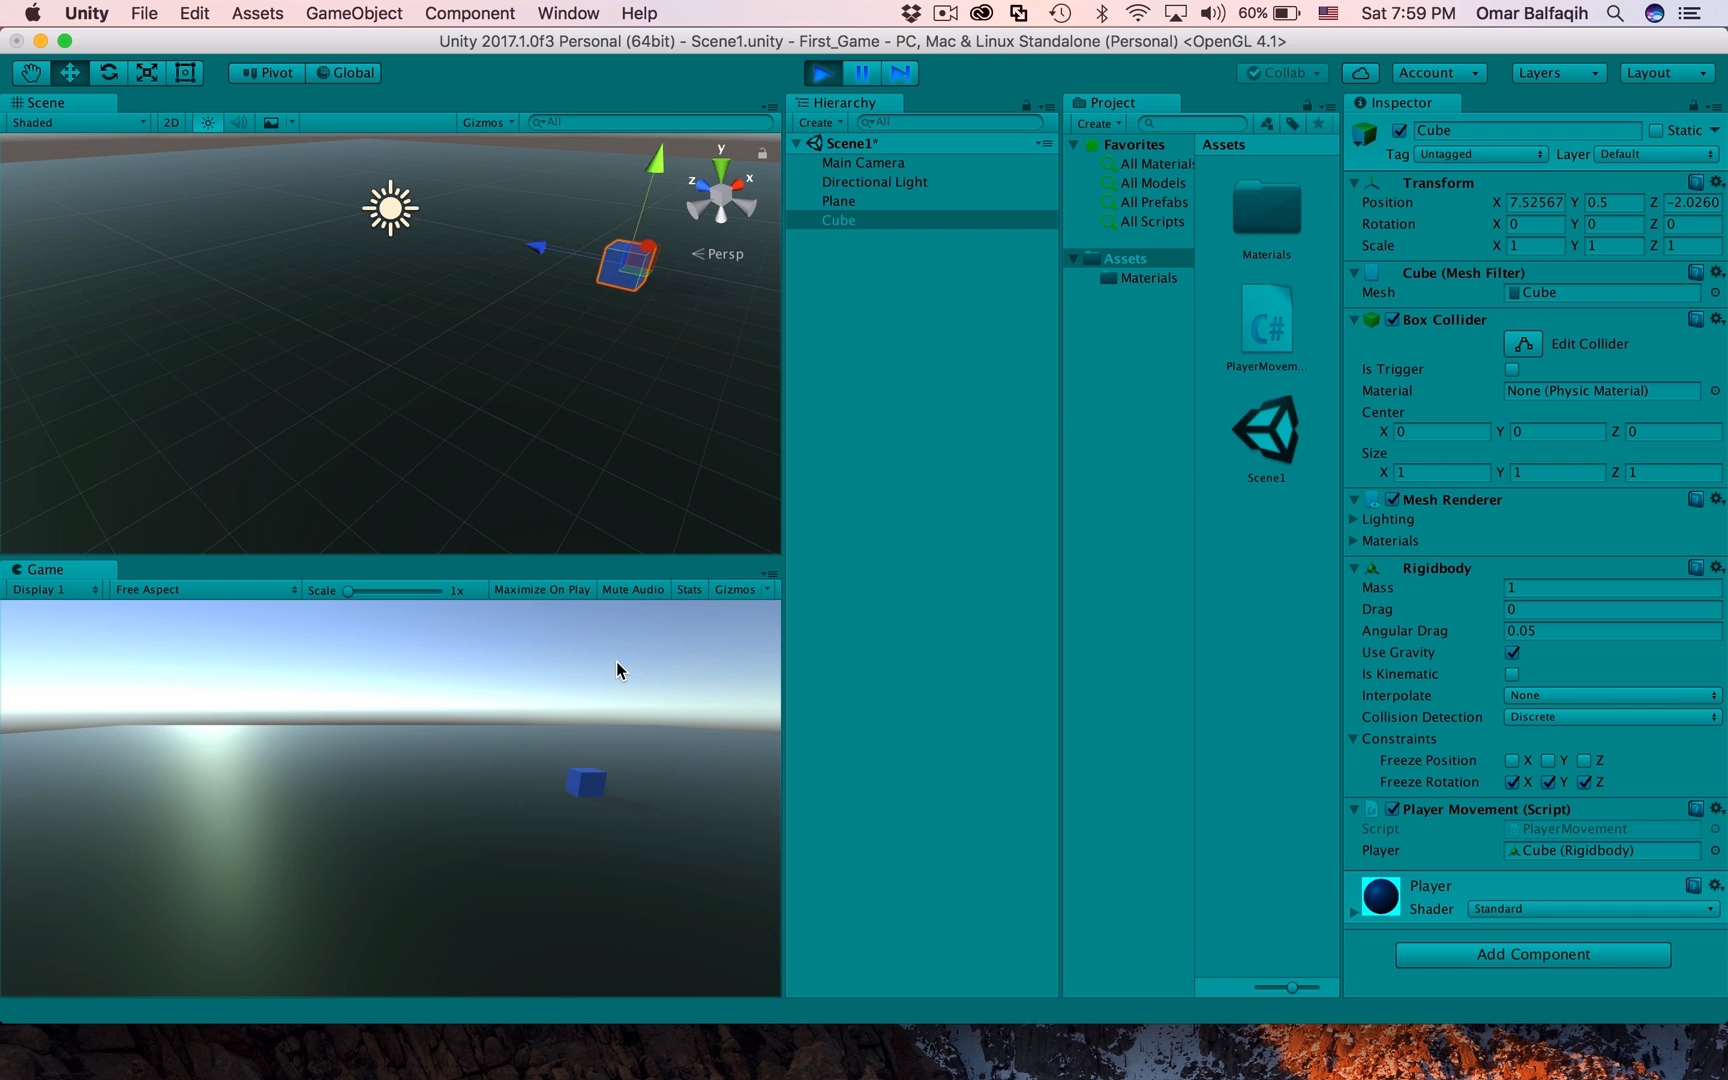 Unity File Edit Assets GameObject Component Window Help 60% Sat 7:59 PM Omar Balfaqih
Unity 2017.1.0f3 Personal (64bit) - Scene1.unity - First_Game - PC, Mac & Linux Standalone (Personal) <OpenGL 4.1>
Pivot Global Collab Account Layers Layout
Scene
Shaded 2D Gizmos All
y
z x
Persp
Game
Display 1 Free Aspect Scale 1x Maximize On Play Mute Audio Stats Gizmos
Hierarchy
Create All
Scene1*
Main Camera
Directional Light
Plane
Cube
Project
Create
Favorites
All Materials
All Models
All Prefabs
All Scripts
Assets
Materials
Assets
Materials
C#
PlayerMovem...
Scene1
Inspector
Cube Static
Tag Untagged Layer Default
Transform
Position X 7.52567 Y 0.5 Z -2.0260
Rotation X 0 Y 0 Z 0
Scale X 1 Y 1 Z 1
Cube (Mesh Filter)
Mesh Cube
Box Collider
Edit Collider
Is Trigger
Material None (Physic Material)
Center
X 0 Y 0 Z 0
Size
X 1 Y 1 Z 1
Mesh Renderer
Lighting
Materials
Rigidbody
Mass 1
Drag 0
Angular Drag 0.05
Use Gravity
Is Kinematic
Interpolate None
Collision Detection Discrete
Constraints
Freeze Position X Y Z
Freeze Rotation X Y Z
Player Movement (Script)
Script PlayerMovement
Player Cube (Rigidbody)
Player
Shader Standard
Add Component